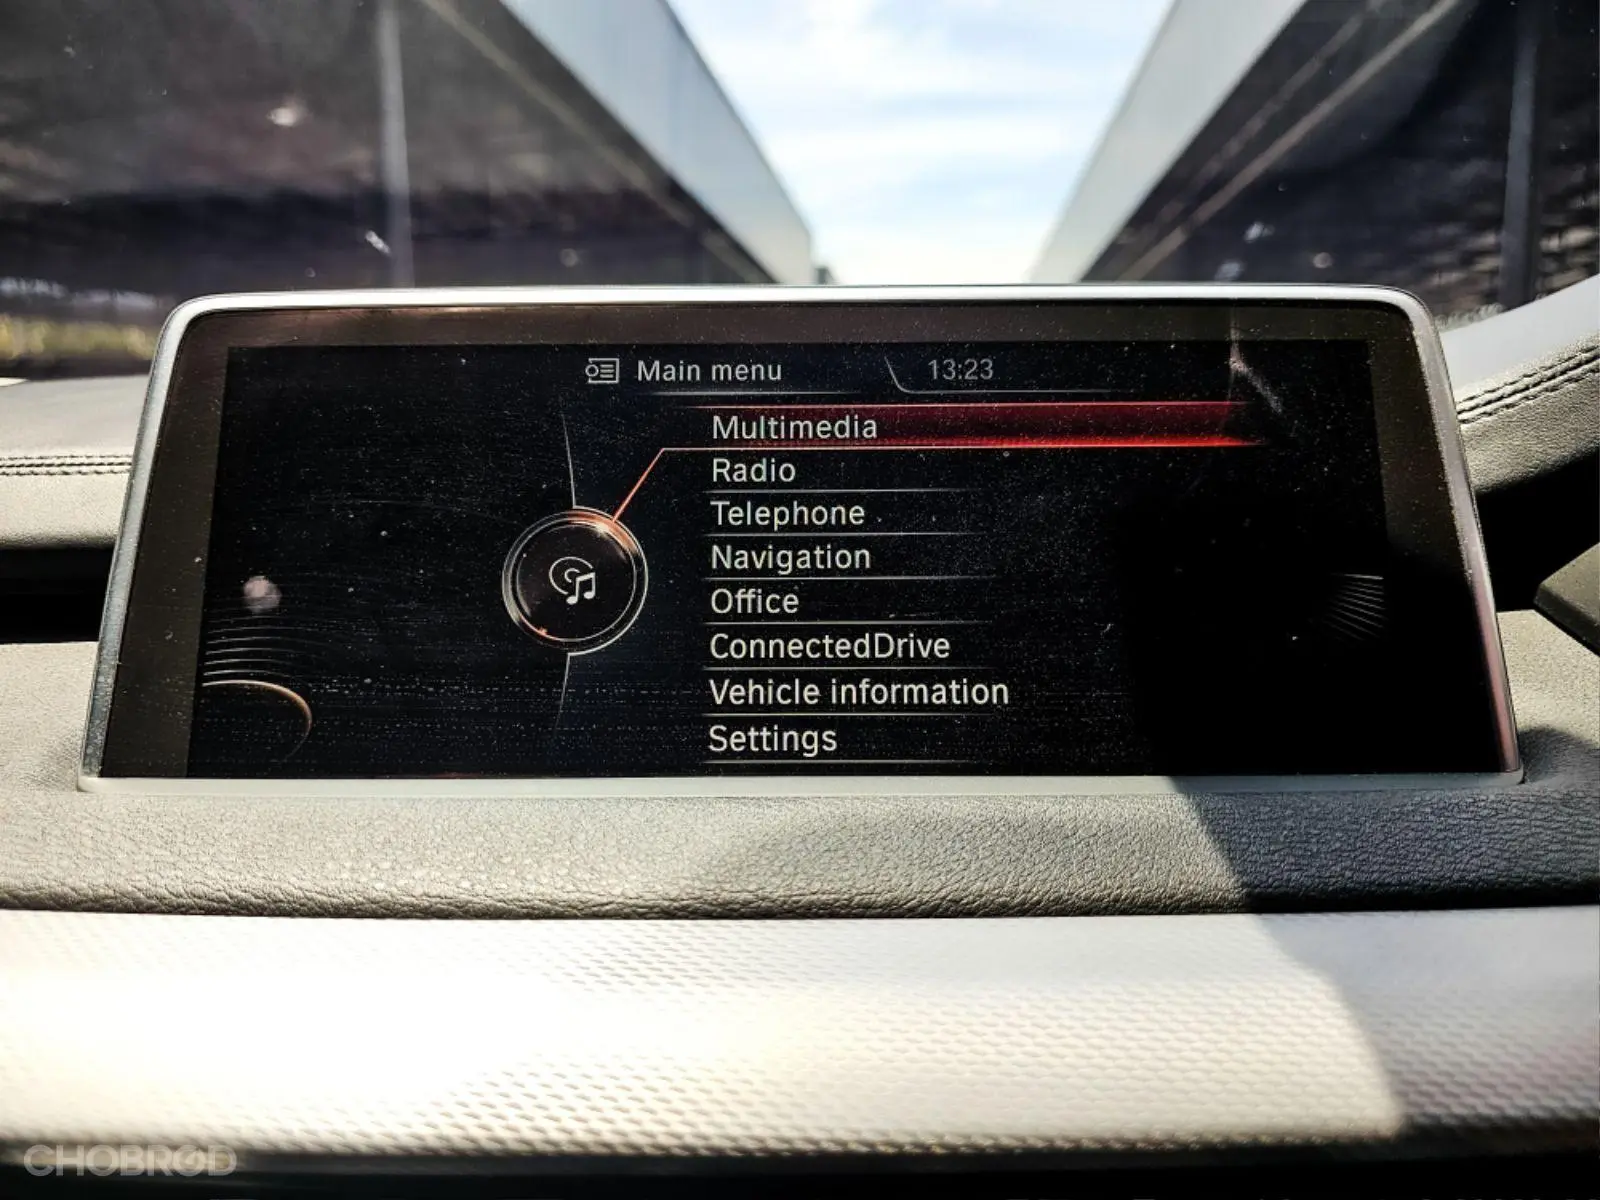 Main menu
13:23
Multimedia
Radio
Telephone
Navigation
Office
ConnectedDrive
Vehicle information
Settings
CHOBROD